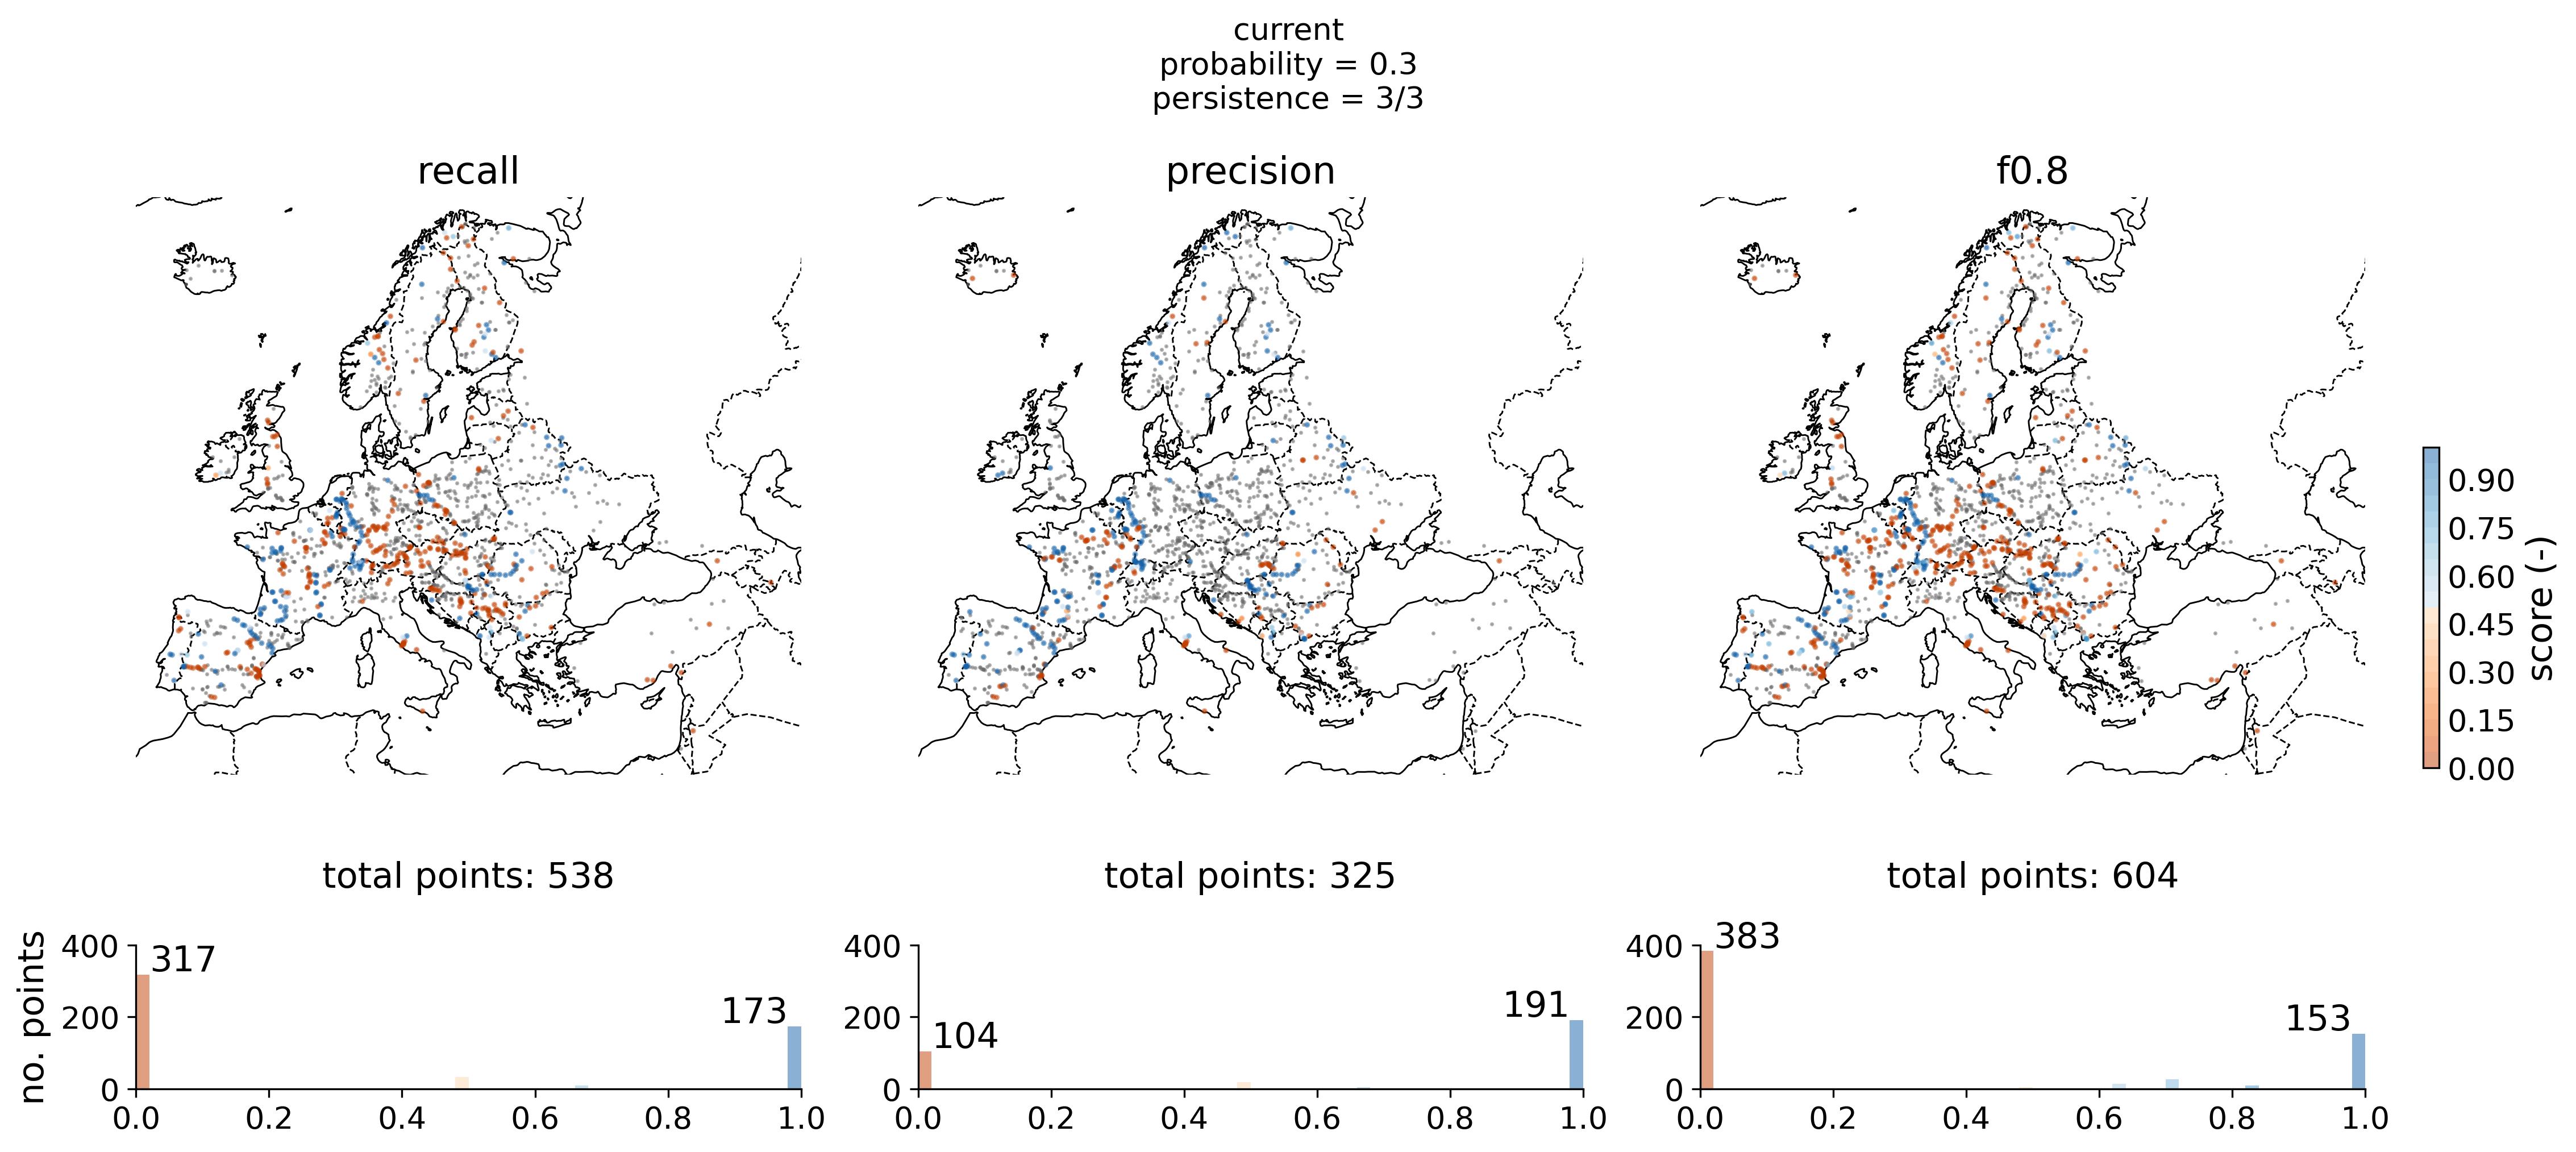 current
probability = 0.3
persistence = 3/3
recall
precision
f0.8
0.90
0.75
0.60
0.45
0.30
0.15
0.00
score (-)
total points: 538
total points: 325
total points: 604
no. points
400
200
0
317
173
0.0 0.2 0.4 0.6 0.8 1.0
400
200
0
104
191
0.0 0.2 0.4 0.6 0.8 1.0
400
200
0
383
153
0.0 0.2 0.4 0.6 0.8 1.0